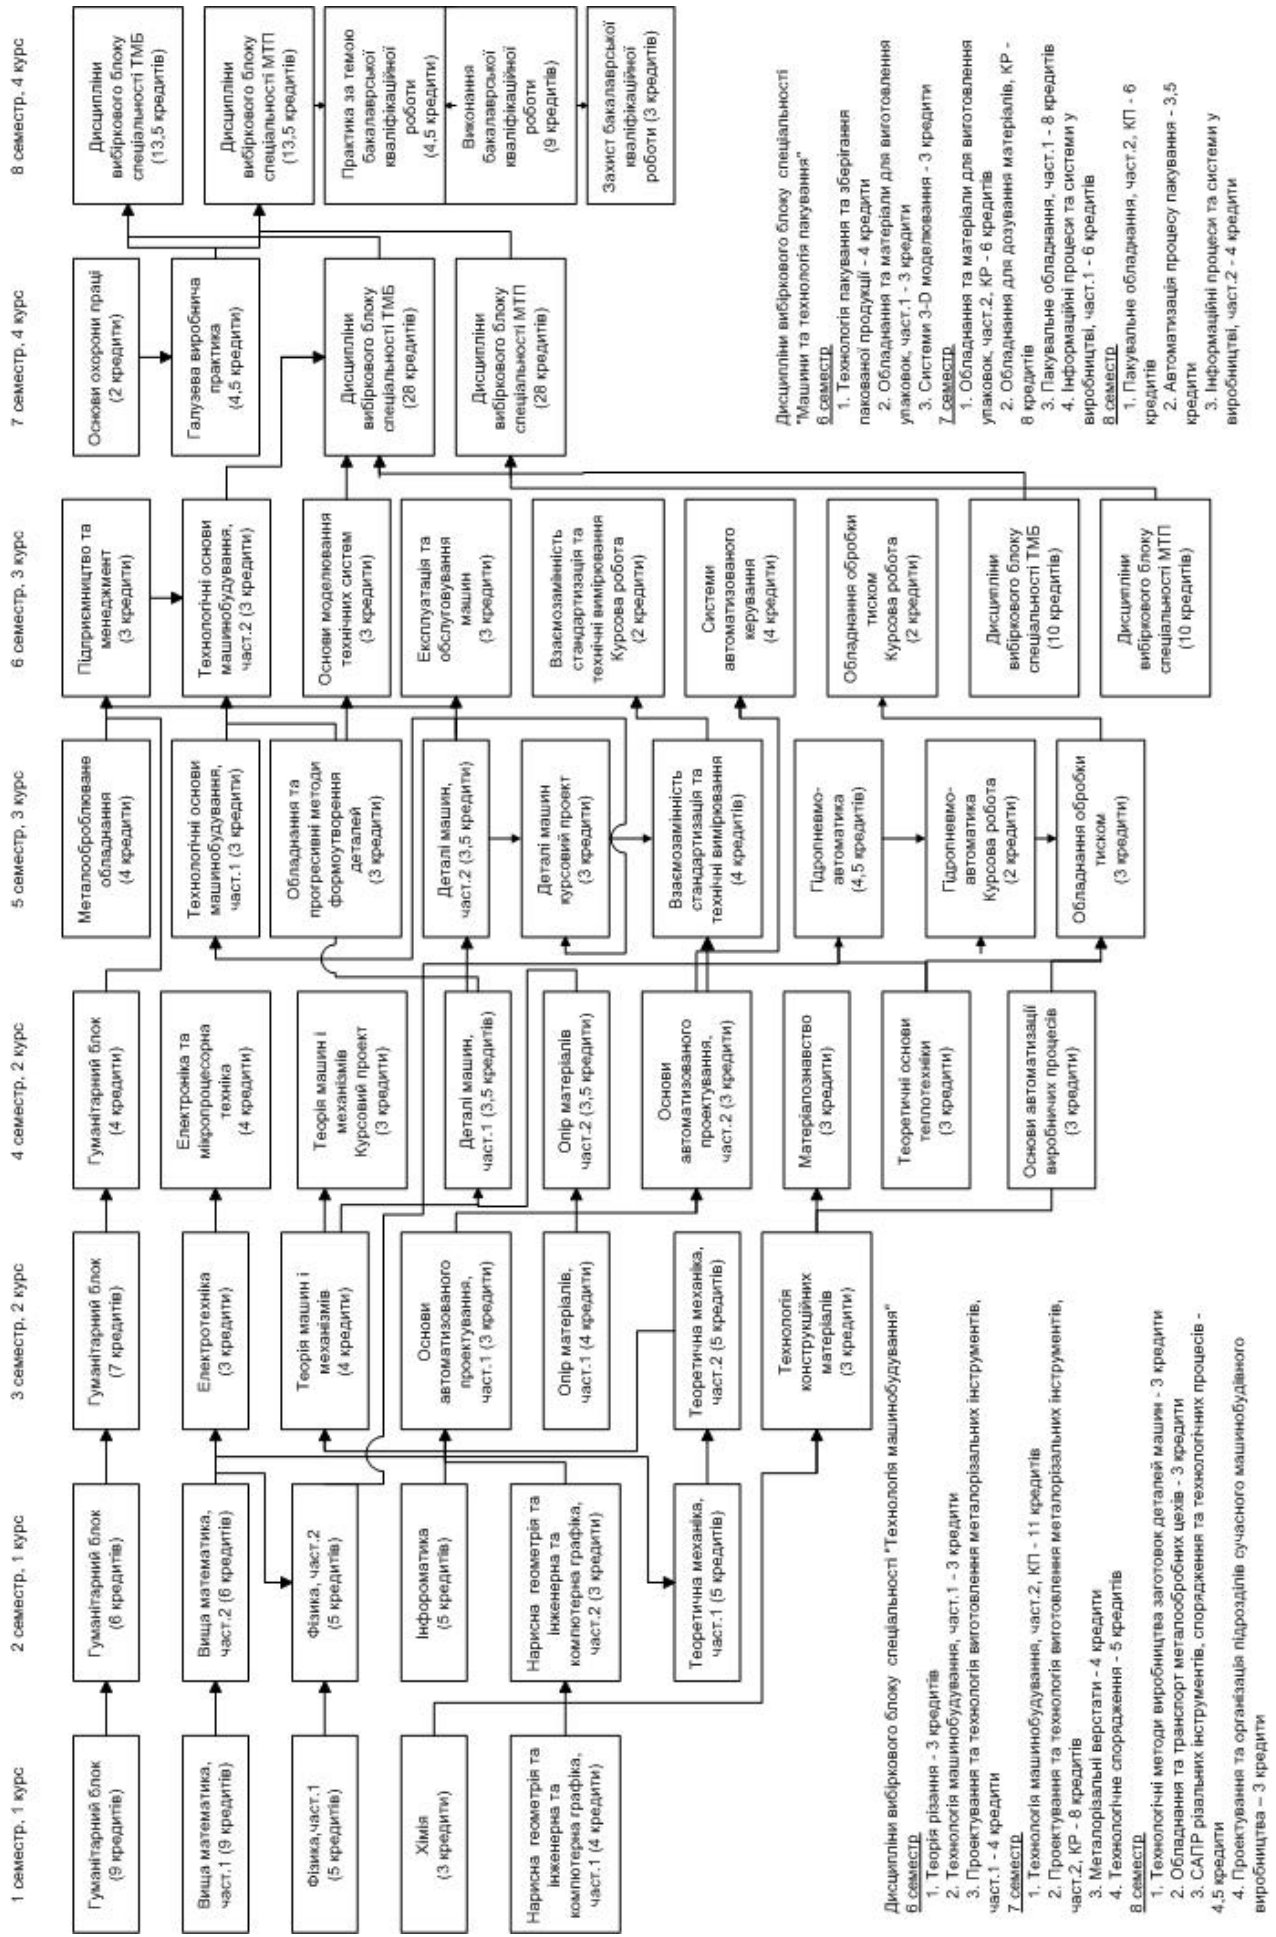 1 семестр, 1 курс
Гуманітарний блок
(9 кредитів)
Вища математика,
част.1 (9 кредитів)
Фізика,част.1
(5 кредитів)
Хімія
(3 кредити)
Нарисна геометрія та
інженерна та
компютерна графіка,
част.1 (4 кредити)
2 семестр, 1 курс
Гуманітарний блок
(6 кредитів)
Вища математика,
част.2 (6 кредитів)
Фізика, част.2
(5 кредитів)
Інфороматика
(5 кредитів)
Нарисна геометрія та
інженерна та
компютерна графіка,
част.2 (3 кредити)
Теоретична механіка,
част.1 (5 кредитів)
3 семестр, 2 курс
Гуманітарний блок
(7 кредитів)
Електротехніка
(3 кредити)
Теорія машин і
механізмів
(4 кредити)
Основи
автоматизованого
проектування,
част.1 (3 кредити)
Опір матеріалів,
част.1 (4 кредити)
Теоретична механіка,
част.2 (5 кредитів)
Технологія
конструкційних
матеріалів
(3 кредити)
4 семестр, 2 курс
Гуманітарний блок
(4 кредити)
Електроніка та
мікропроцесорна
техніка
(4 кредити)
Теорія машин і
механізмів
Курсовий проект
(3 кредити)
Деталі машин,
част.1 (3,5 кредитів)
Опір матеріалів
част.2 (3,5 кредити)
Основи
автоматизованого
проектування,
част.2 (3 кредити)
Матеріалознавство
(3 кредити)
Теоретичні основи
теплотехніки
(3 кредити)
Основи автоматизації
виробничих процесів
(3 кредити)
5 семестр, 3 курс
Металооброблюване
обладнання
(4 кредити)
Технологічні основи
машинобудування,
част.1 (3 кредити)
Обладнання та
прогресивні методи
формоутворення
деталей
(3 кредити)
Деталі машин,
част.2 (3,5 кредити)
Деталі машин
курсовий проект
(3 кредити)
Взаємозамінність
стандартизація та
технічні вимірювання
(4 кредитів)
Гідропневмо-
автоматика
(4,5 кредити)
Гідропневмо-
автоматика
Курсова робота
(2 кредити)
Обладнання обробки
тиском
(3 кредити)
6 семестр, 3 курс
Підприємництво та
менеджмент
(3 кредити)
Технологічні основи
машинобудування,
част.2 (3 кредити)
Основи моделювання
технічних систем
(3 кредити)
Експлуатація та
обслуговування
машин
(3 кредити)
Взаємозамінність
стандартизація та
технічні вимірювання
Курсова робота
(2 кредити)
Системи
автоматизованого
керування
(4 кредити)
Обладнання обробки
тиском
Курсова робота
(2 кредити)
Дисципліни
вибіркового блоку
спеціальності ТМБ
(10 кредитів)
Дисципліни
вибіркового блоку
спеціальності МТП
(10 кредитів)
7 семестр, 4 курс
Основи охорони праці
(2 кредити)
Галузева виробнича
практика
(4,5 кредити)
Дисципліни
вибіркового блоку
спеціальності ТМБ
(28 кредитів)
Дисципліни
вибіркового блоку
спеціальності МТП
(28 кредитів)
8 семестр, 4 курс
Дисципліни
вибіркового блоку
спеціальності ТМБ
(13,5 кредитів)
Дисципліни
вибіркового блоку
спеціальності МТП
(13,5 кредитів)
Практика за темою
бакалаврської
кваліфікаційної
роботи
(4,5 кредити)
Виконання
бакалаврської
кваліфікаційної
роботи
(9 кредитів)
Захист бакалаврської
кваліфікаційної
роботи (3 кредитів)
Дисципліни вибіркового блоку спеціальності "Технологія машинобудування"
6 семестр
1. Теорія різання - 3 кредитів
2. Технологія машинобудування, част.1 - 3 кредити
3. Проектування та технологія виготовлення металорізальних інструментів,
част.1 - 4 кредити
7 семестр
1. Технологія машинобудування, част.2, КП - 11 кредитів
2. Проектування та технологія виготовлення металорізальних інструментів,
част.2, КР - 8 кредитів
3. Металорізальні верстати - 4 кредити
4. Технологічне спорядження - 5 кредитів
8 семестр
1. Технологічні методи виробництва заготовок деталей машин - 3 кредити
2. Обладнання та транспорт металообробних цехів - 3 кредити
3. САПР різальних інструментів, спорядження та технологічних процесів -
4,5 кредити
4. Проектування та організація підрозділів сучасного машинобудівного
виробництва – 3 кредити
Дисципліни вибіркового блоку спеціальності
"Машини та технологія пакування"
6 семестр
1. Технологія пакування та зберігання
пакованої продукції - 4 кредити
2. Обладнання та матеріали для виготовлення
упаковок, част.1 - 3 кредити
3. Системи 3-D моделювання - 3 кредити
7 семестр
1. Обладнання та матеріали для виготовлення
упаковок, част.2, КР - 6 кредитів
2. Обладнання для дозування матеріалів, КР -
8 кредитів
3. Пакувальне обладнання, част.1 - 8 кредитів
4. Інформаційні процеси та системи у
виробництві, част.1 - 6 кредитів
8 семестр
1. Пакувальне обладнання, част.2, КП - 6
кредитів
2. Автоматизація процесу пакування - 3,5
кредити
3. Інформаційні процеси та системи у
виробництві, част.2 - 4 кредити